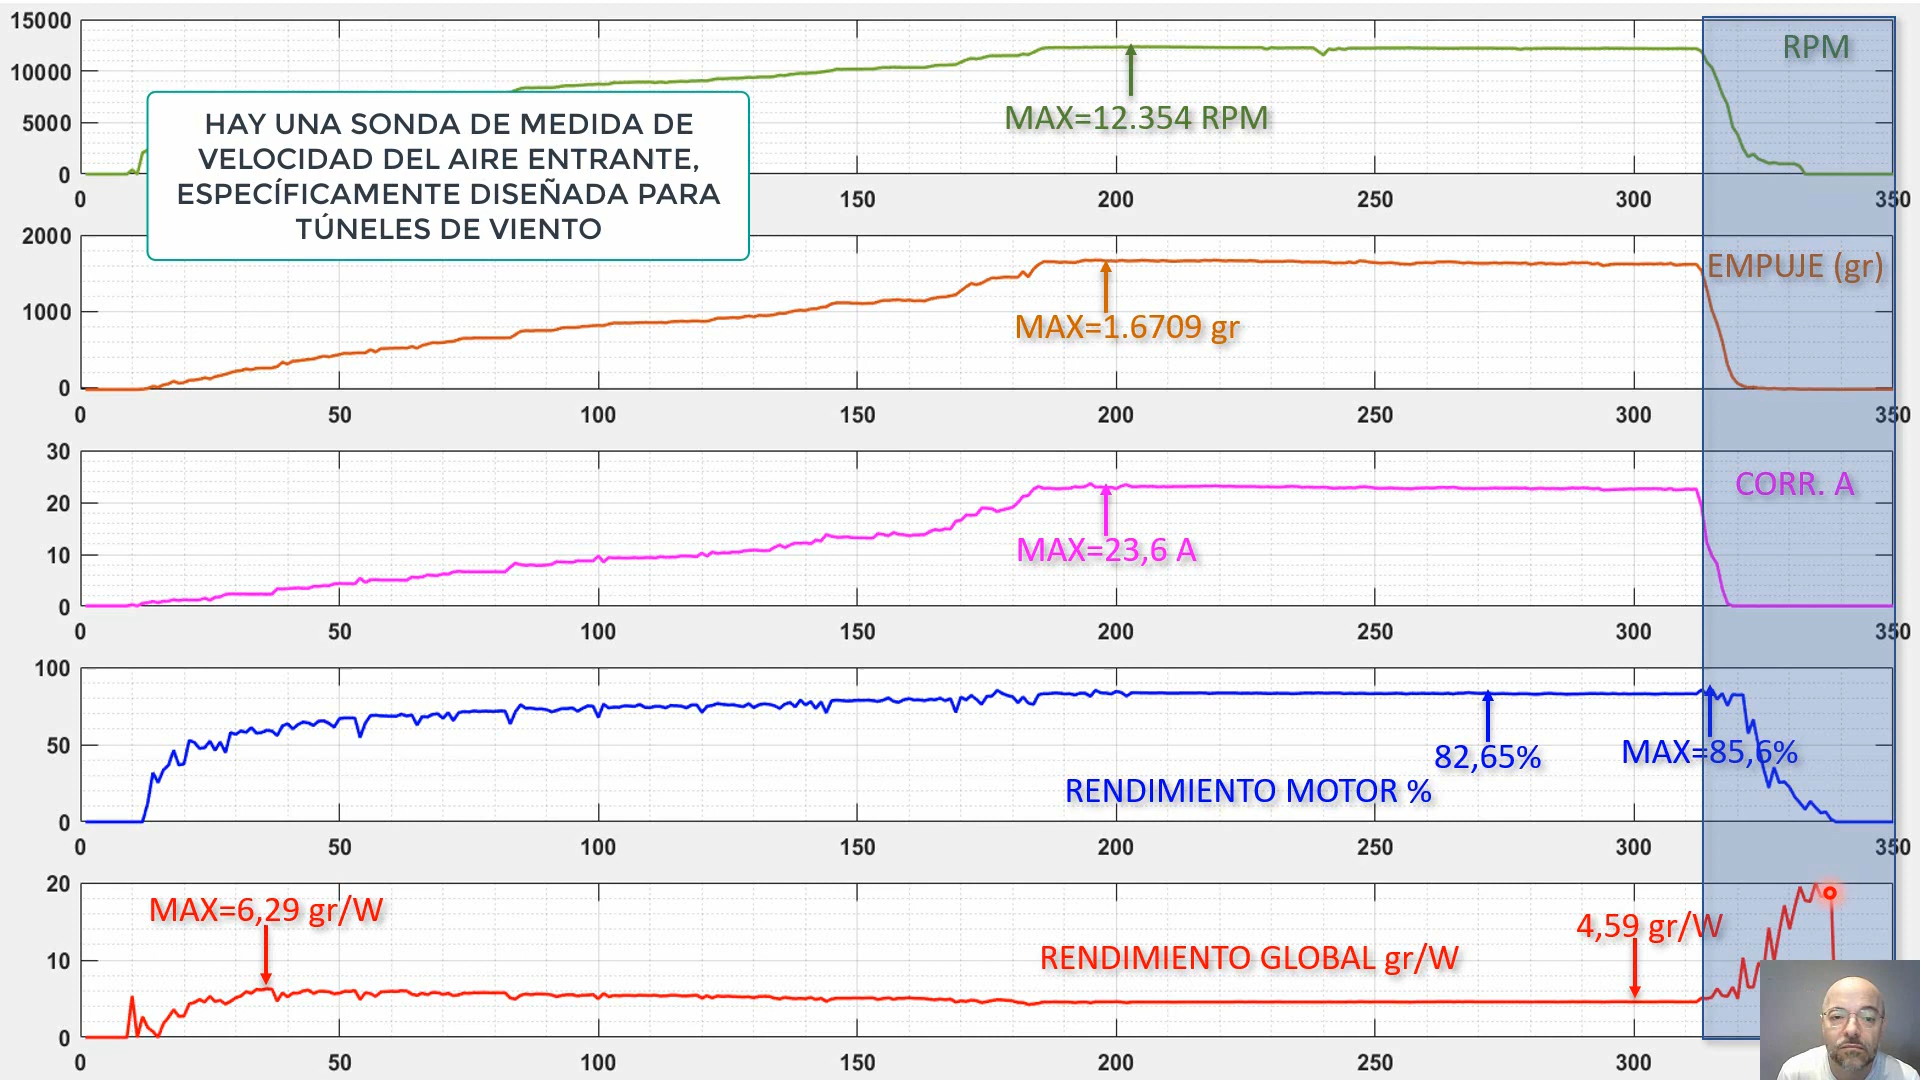 15000
10000
5000
0
RPM
MAX=12.354 RPM
HAY UNA SONDA DE MEDIDA DE
VELOCIDAD DEL AIRE ENTRANTE,
ESPECÍFICAMENTE DISEÑADA PARA
TÚNELES DE VIENTO
0 150 200 250 300 350
2000
1000
0
EMPUJE (gr)
MAX=1.6709 gr
0 50 100 150 200 250 300 350
30
20
10
0
CORR. A
MAX=23,6 A
0 50 100 150 200 250 300 350
100
50
0
82,65%
MAX=85,6%
RENDIMIENTO MOTOR %
0 50 100 150 200 250 300 350
20
10
0
MAX=6,29 gr/W
4,59 gr/W
RENDIMIENTO GLOBAL gr/W
0 50 100 150 200 250 300